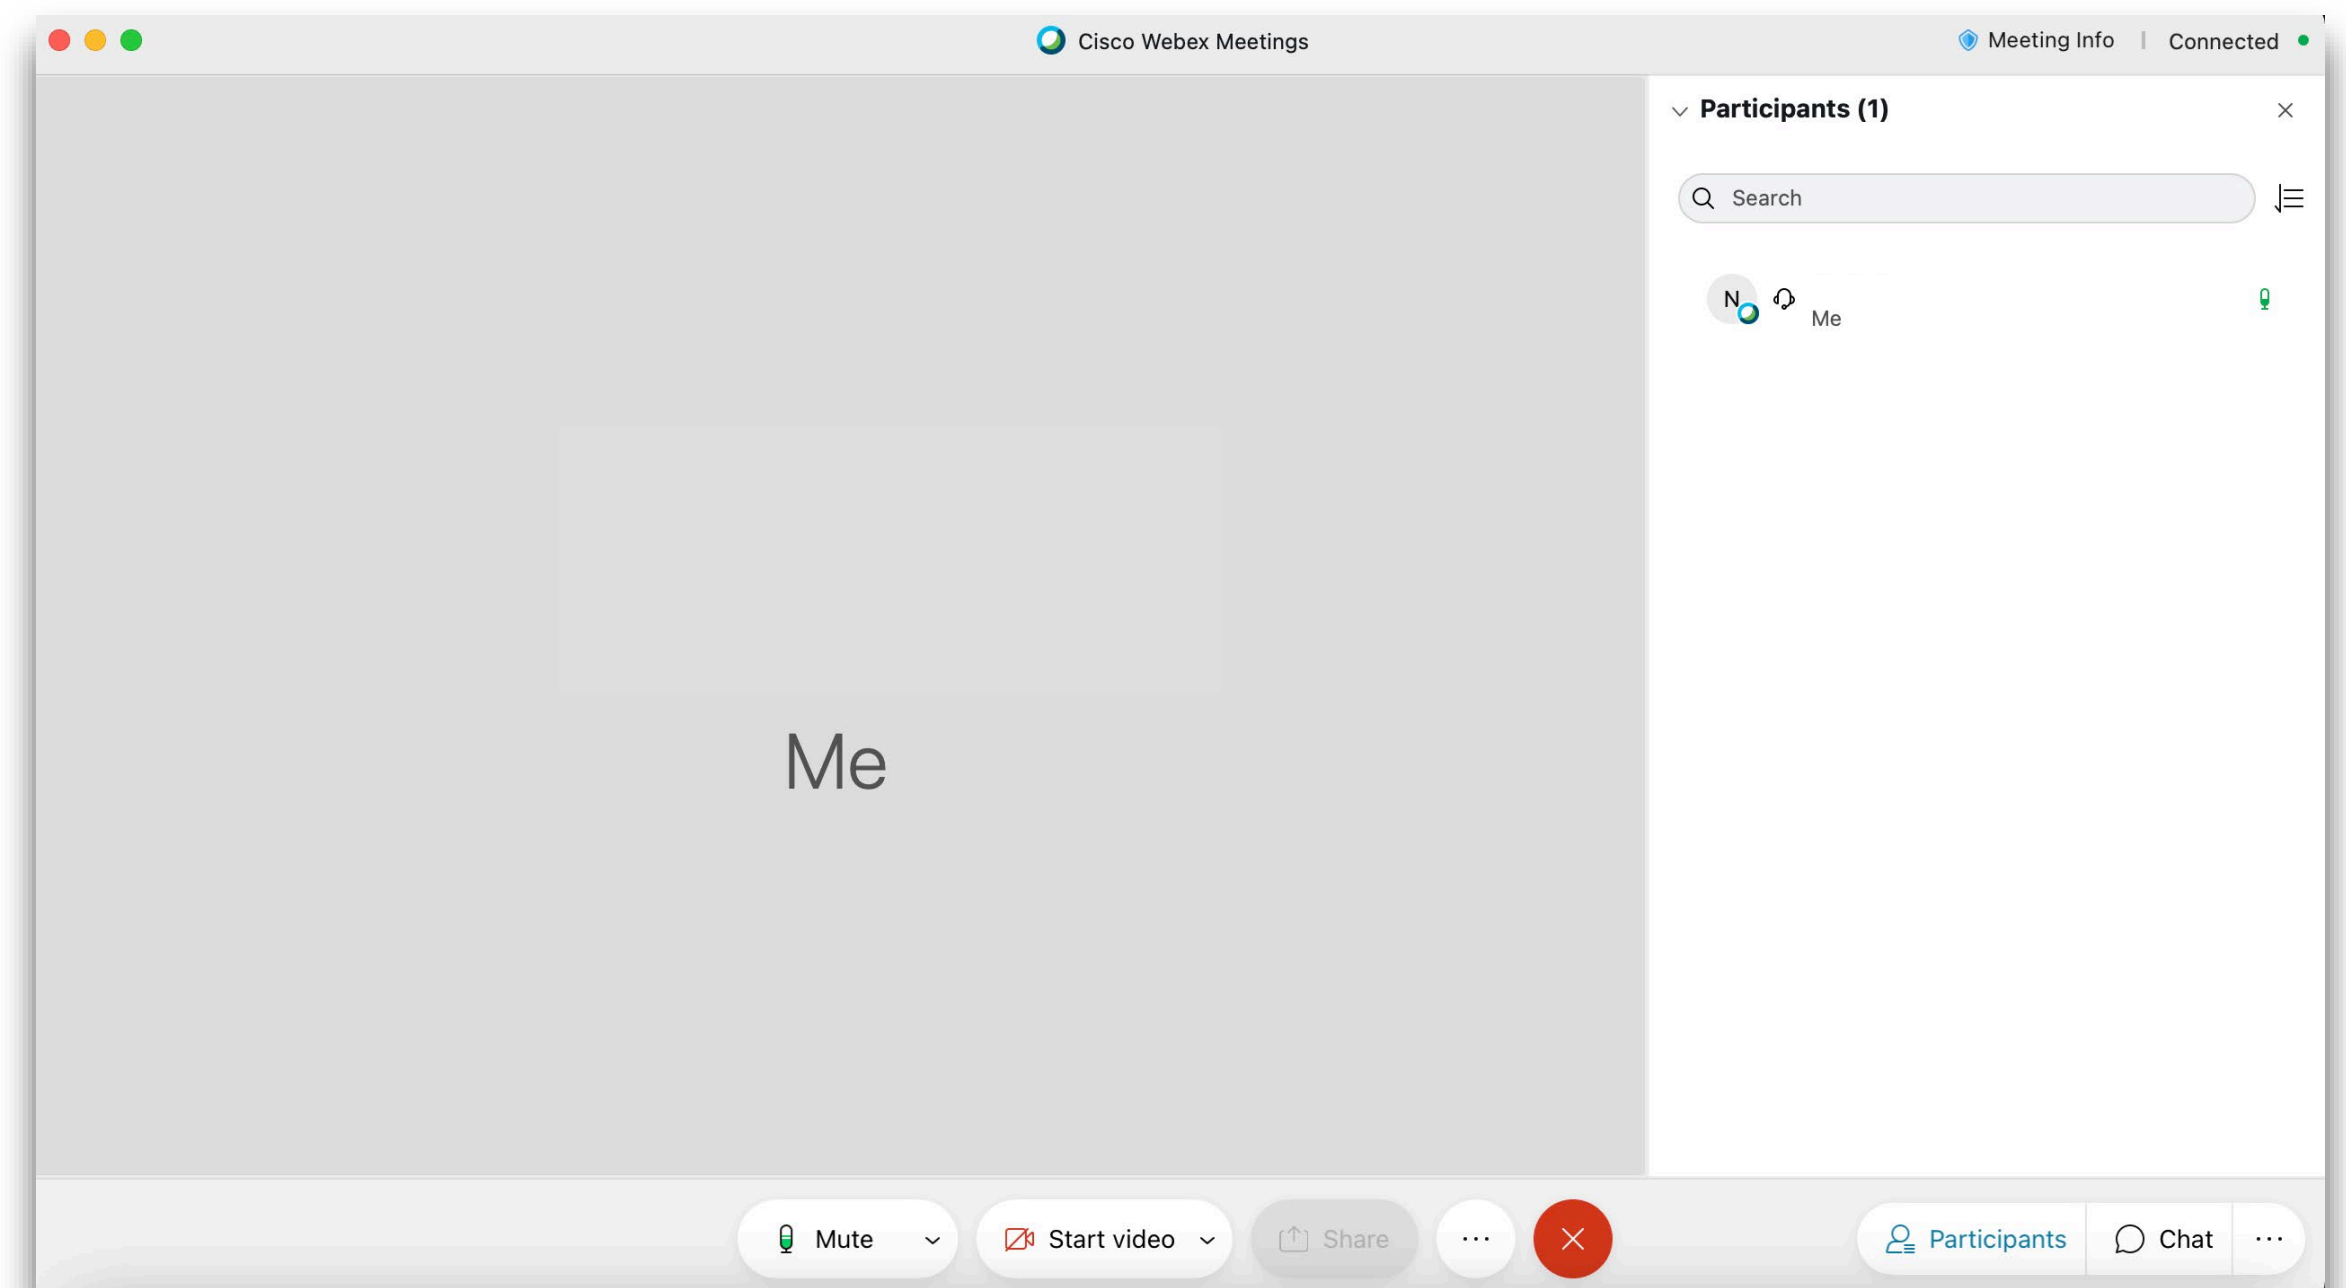 Cisco Webex Meetings
Meeting Info | Connected
Participants (1)
Search
N
Me
Me
Mute
Start video
Share
Participants
Chat